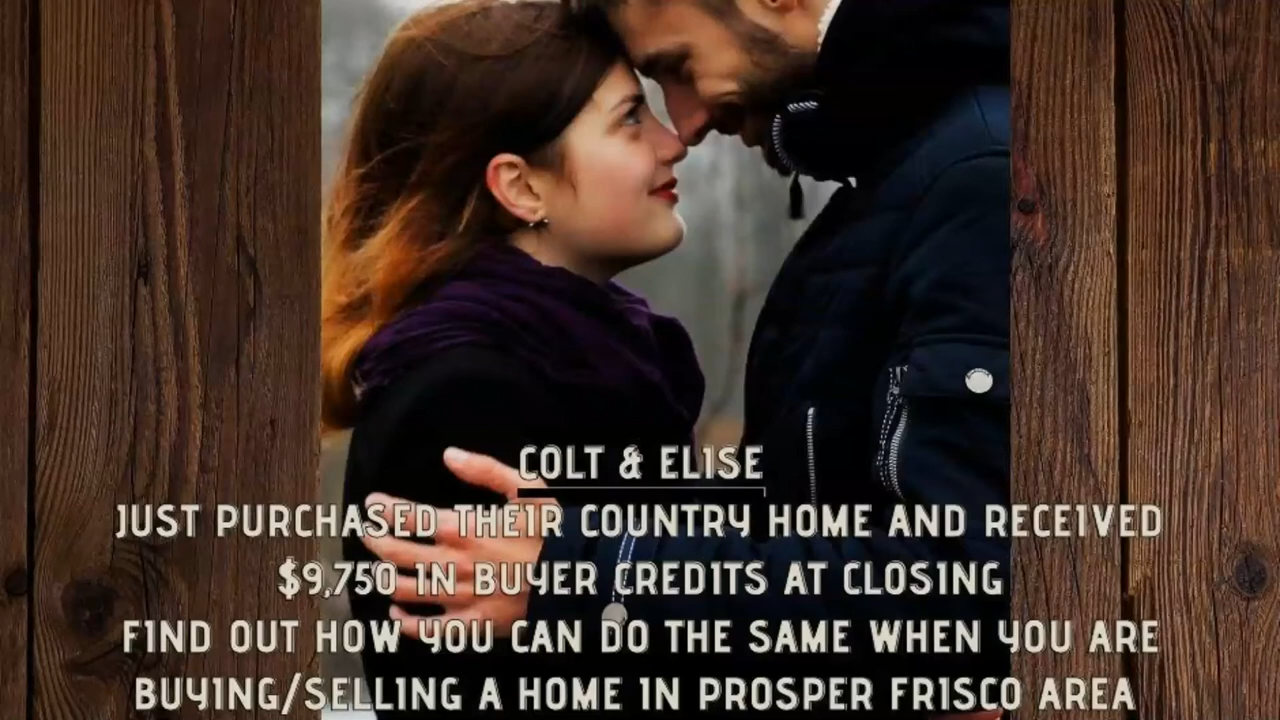 COLT & ELISE
JUST PURCHASED THEIR COUNTRY HOME AND RECEIVED
$9,750 IN BUYER CREDITS AT CLOSING
FIND OUT HOW YOU CAN DO THE SAME WHEN YOU ARE
BUYING/SELLING A HOME IN PROSPER FRISCO AREA